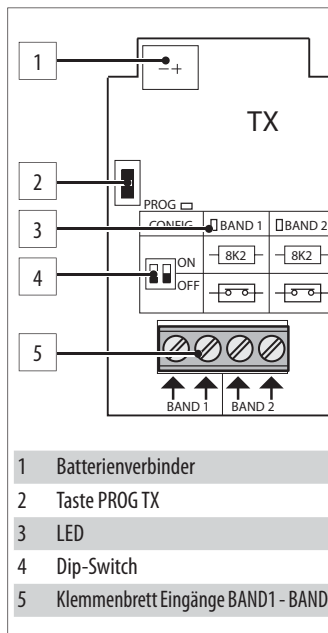 1
− +
TX
2
PROG
3
CONFIG
BAND 1
BAND 2
8K2
8K2
4
ON
OFF
5
BAND 1
BAND 2
1 Batterienverbinder
2 Taste PROG TX
3 LED
4 Dip-Switch
5 Klemmenbrett Eingänge BAND1 - BAND